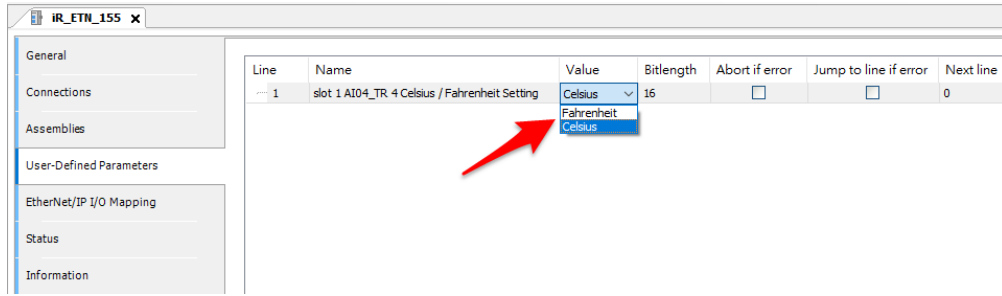 iR_ETN_155 X
General
Line Name Value Bitlength Abort if error Jump to line if error Next line
Connections
1 slot 1 AI04_TR 4 Celsius / Fahrenheit Setting Celsius 16 0
Fahrenheit
Celsius
Assemblies
User-Defined Parameters
EtherNet/IP I/O Mapping
Status
Information